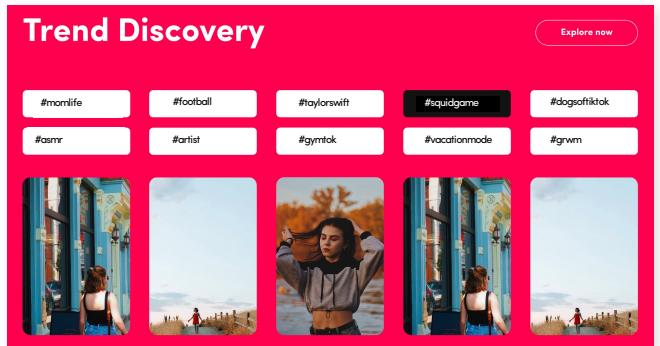 Trend Discovery
Explore now
#momlife #football #taylorswift #squidgame #dogsoftiktok
#asmr #artist #gymtok #vacationmode #grwm